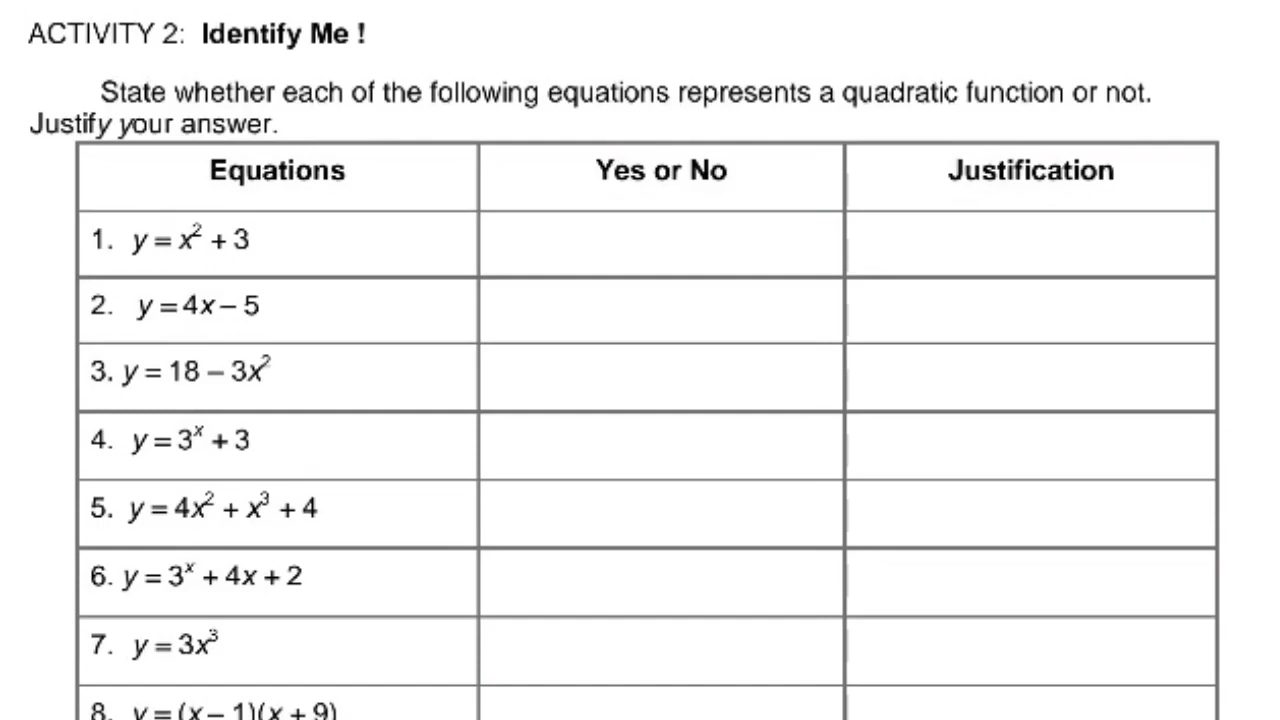 ACTIVITY 2: Identify Me !
State whether each of the following equations represents a quadratic function or not.
Justify your answer.
Equations Yes or No Justification
1. y = x² + 3
2. y = 4x – 5
3. y = 18 – 3x²
4. y = 3ˣ + 3
5. y = 4x² + x³ + 4
6. y = 3ˣ + 4x + 2
7. y = 3x³
8. y = (x – 1)(x + 9)